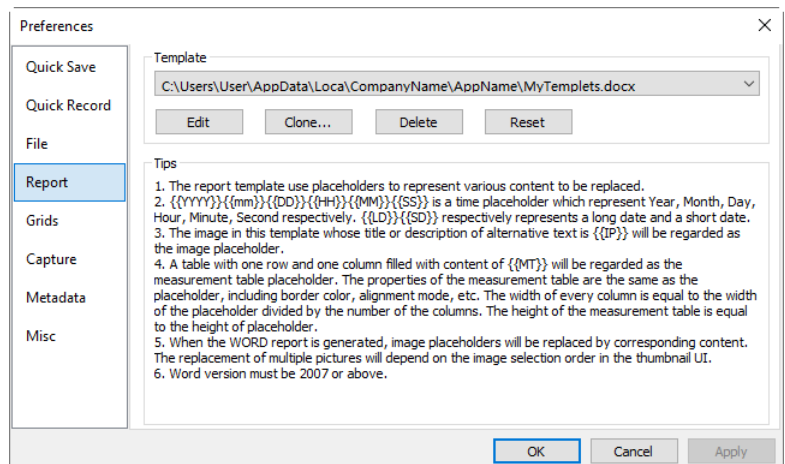 Preferences
Quick Save
Quick Record
File
Report
Grids
Capture
Metadata
Misc
Template
C:\Users\User\AppData\Loca\CompanyName\AppName\MyTemplets.docx
Edit
Clone...
Delete
Reset
Tips
1. The report template use placeholders to represent various content to be replaced.
2. {{YYYY}}{{mm}}{{DD}}{{HH}}{{MM}}{{SS}} is a time placeholder which represent Year, Month, Day,
Hour, Minute, Second respectively. {{LD}}{{SD}} respectively represents a long date and a short date.
3. The image in this template whose title or description of alternative text is {{IP}} will be regarded as
the image placeholder.
4. A table with one row and one column filled with content of {{MT}} will be regarded as the
measurement table placeholder. The properties of the measurement table are the same as the
placeholder, including border color, alignment mode, etc. The width of every column is equal to the width
of the placeholder divided by the number of the columns. The height of the measurement table is equal
to the height of placeholder.
5. When the WORD report is generated, image placeholders will be replaced by corresponding content.
The replacement of multiple pictures will depend on the image selection order in the thumbnail UI.
6. Word version must be 2007 or above.
OK
Cancel
Apply